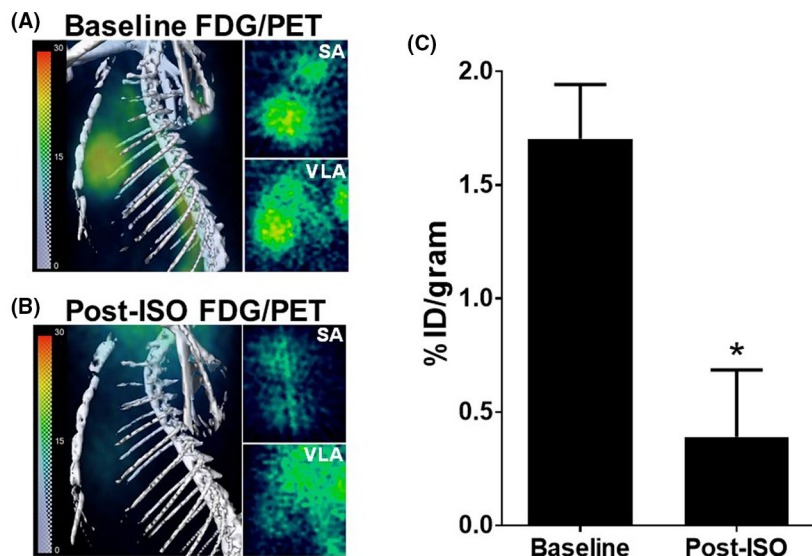 (A) Baseline FDG/PET
30
15
0
SA
VLA
(B) Post-ISO FDG/PET
30
15
0
SA
VLA
(C)
% ID/gram
2.0
1.5
1.0
0.5
0.0
*
Baseline
Post-ISO